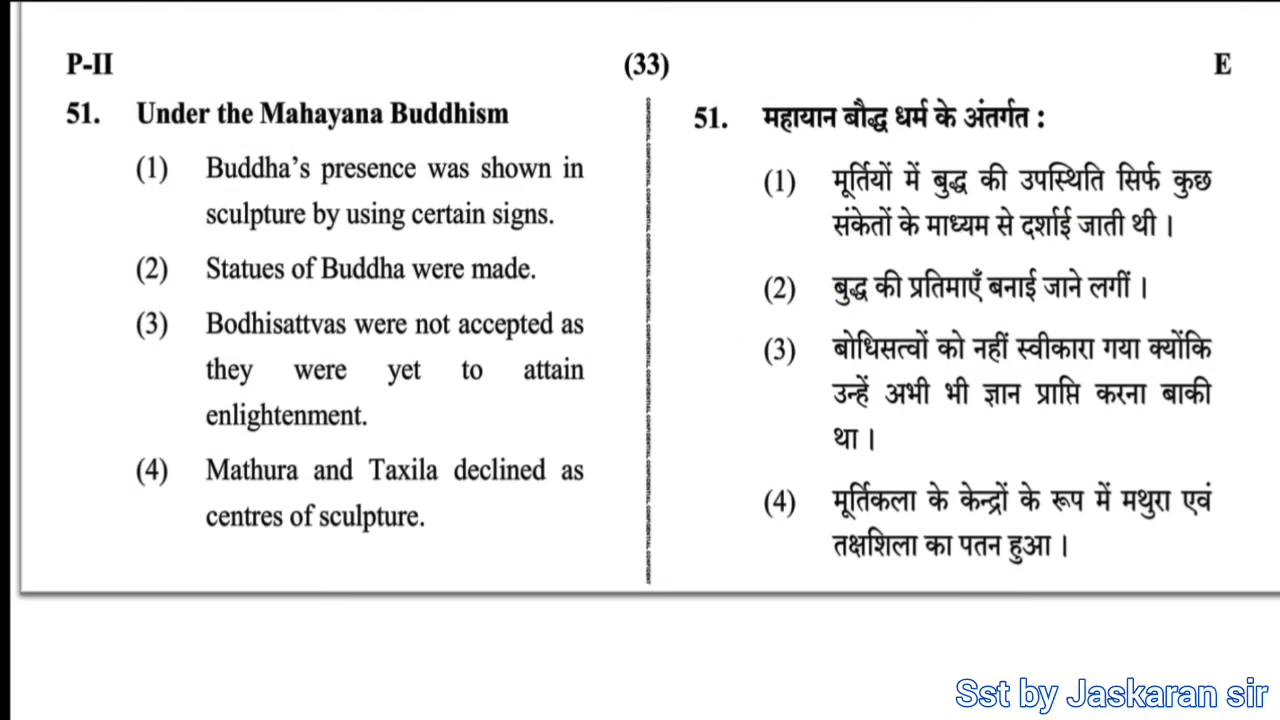 P-II (33) E
51. Under the Mahayana Buddhism
(1) Buddha's presence was shown in
sculpture by using certain signs.
(2) Statues of Buddha were made.
(3) Bodhisattvas were not accepted as
they were yet to attain
enlightenment.
(4) Mathura and Taxila declined as
centres of sculpture.
51. महायान बौद्ध धर्म के अंतर्गत :
(1) मूर्तियों में बुद्ध की उपस्थिति सिर्फ कुछ
संकेतों के माध्यम से दर्शाई जाती थी ।
(2) बुद्ध की प्रतिमाएँ बनाई जाने लगीं ।
(3) बोधिसत्वों को नहीं स्वीकारा गया क्योंकि
उन्हें अभी भी ज्ञान प्राप्ति करना बाकी
था ।
(4) मूर्तिकला के केन्द्रों के रूप में मथुरा एवं
तक्षशिला का पतन हुआ ।
Sst by Jaskaran sir